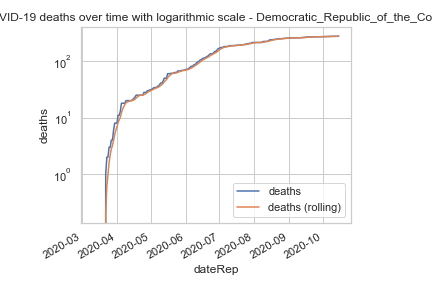 VID-19 deaths over time with logarithmic scale - Democratic_Republic_of_the_Co
deaths
10²
10¹
10⁰
deaths
deaths (rolling)
2020-03
2020-04
2020-05
2020-06
2020-07
2020-08
2020-09
2020-10
dateRep